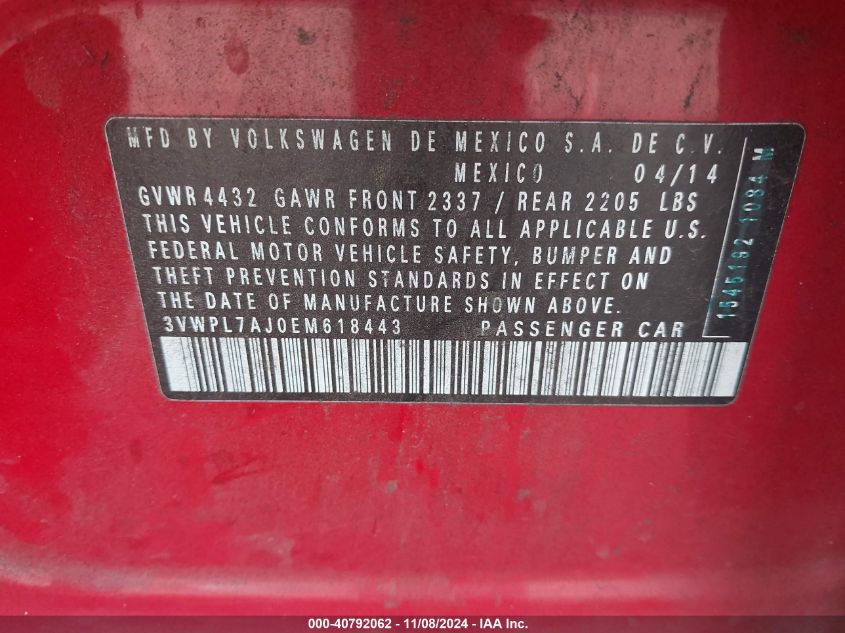 MFD BY VOLKSWAGEN DE MEXICO S.A. DE C.V.
MEXICO 04/14
GVWR 4432 GAWR FRONT 2337 / REAR 2205 LBS
THIS VEHICLE CONFORMS TO ALL APPLICABLE U.S.
FEDERAL MOTOR VEHICLE SAFETY, BUMPER AND
THEFT PREVENTION STANDARDS IN EFFECT ON
THE DATE OF MANUFACTURE SHOWN ABOVE.
3VWPL7AJ0EM618443 PASSENGER CAR
1545192 1084 M
000-40792062 - 11/08/2024 - IAA Inc.